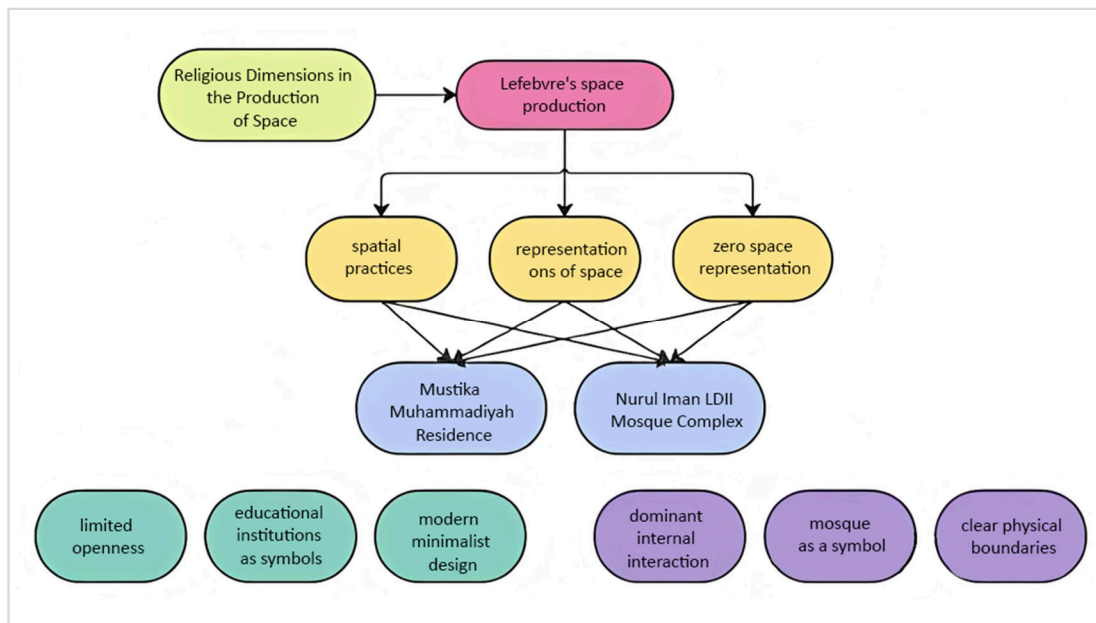 Religious Dimensions in
the Production
of Space
Lefebvre's space
production
spatial
practices
representation
ons of space
zero space
representation
Mustika
Muhammadiyah
Residence
Nurul Iman LDII
Mosque Complex
limited
openness
educational
institutions
as symbols
modern
minimalist
design
dominant
internal
interaction
mosque
as a symbol
clear physical
boundaries